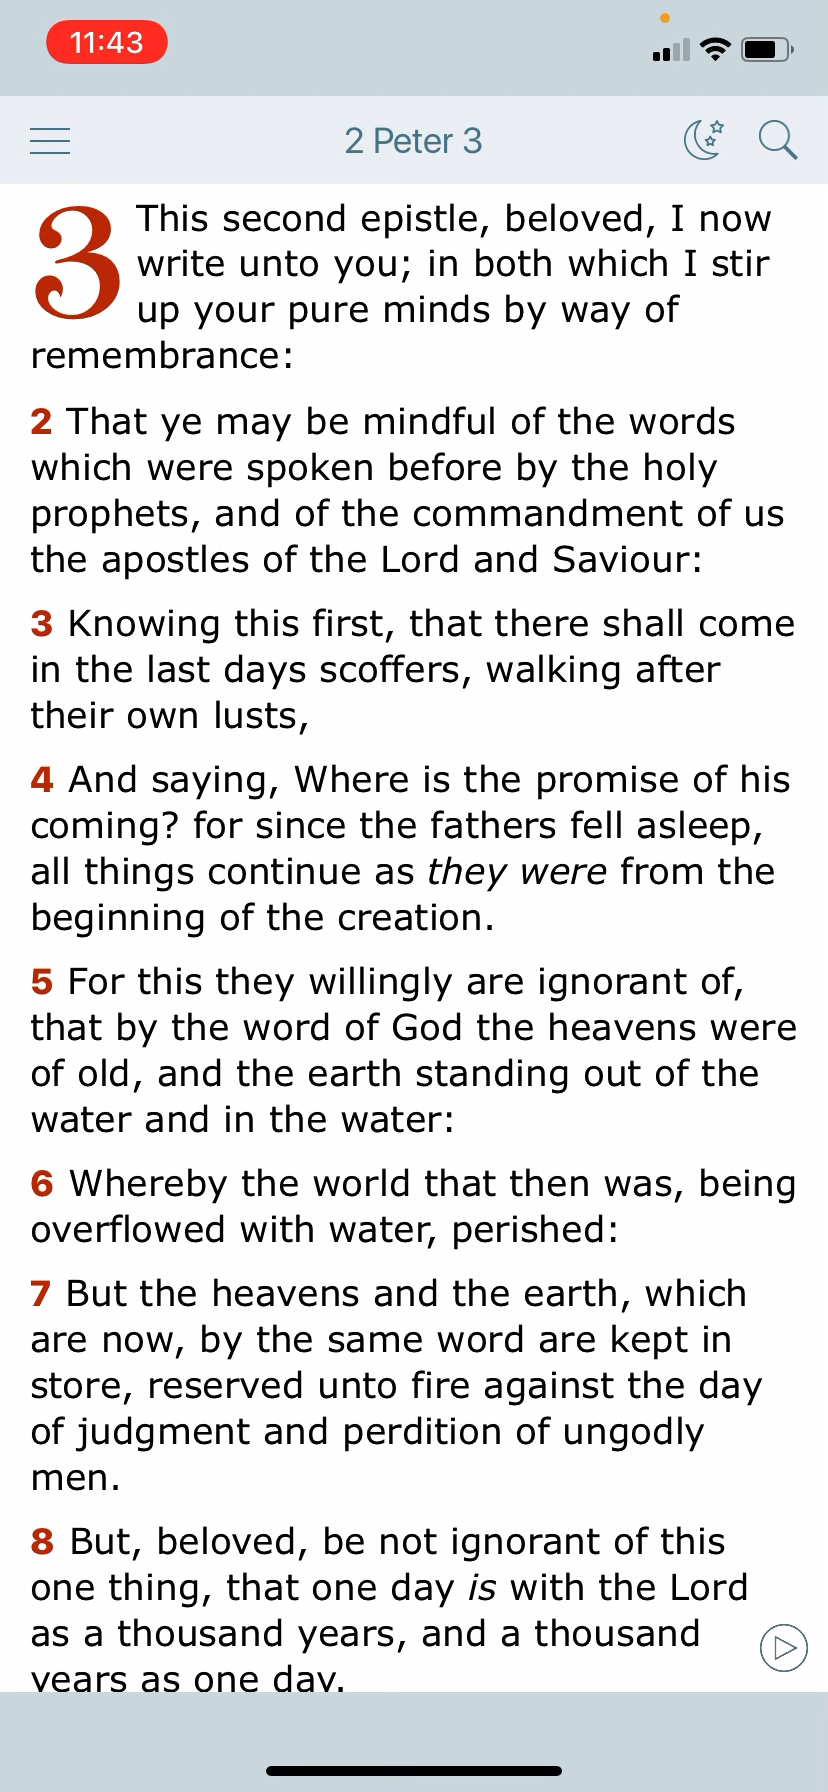 11:43
2 Peter 3
3 This second epistle, beloved, I now
write unto you; in both which I stir
up your pure minds by way of
remembrance:
2 That ye may be mindful of the words
which were spoken before by the holy
prophets, and of the commandment of us
the apostles of the Lord and Saviour:
3 Knowing this first, that there shall come
in the last days scoffers, walking after
their own lusts,
4 And saying, Where is the promise of his
coming? for since the fathers fell asleep,
all things continue as they were from the
beginning of the creation.
5 For this they willingly are ignorant of,
that by the word of God the heavens were
of old, and the earth standing out of the
water and in the water:
6 Whereby the world that then was, being
overflowed with water, perished:
7 But the heavens and the earth, which
are now, by the same word are kept in
store, reserved unto fire against the day
of judgment and perdition of ungodly
men.
8 But, beloved, be not ignorant of this
one thing, that one day is with the Lord
as a thousand years, and a thousand
years as one day.